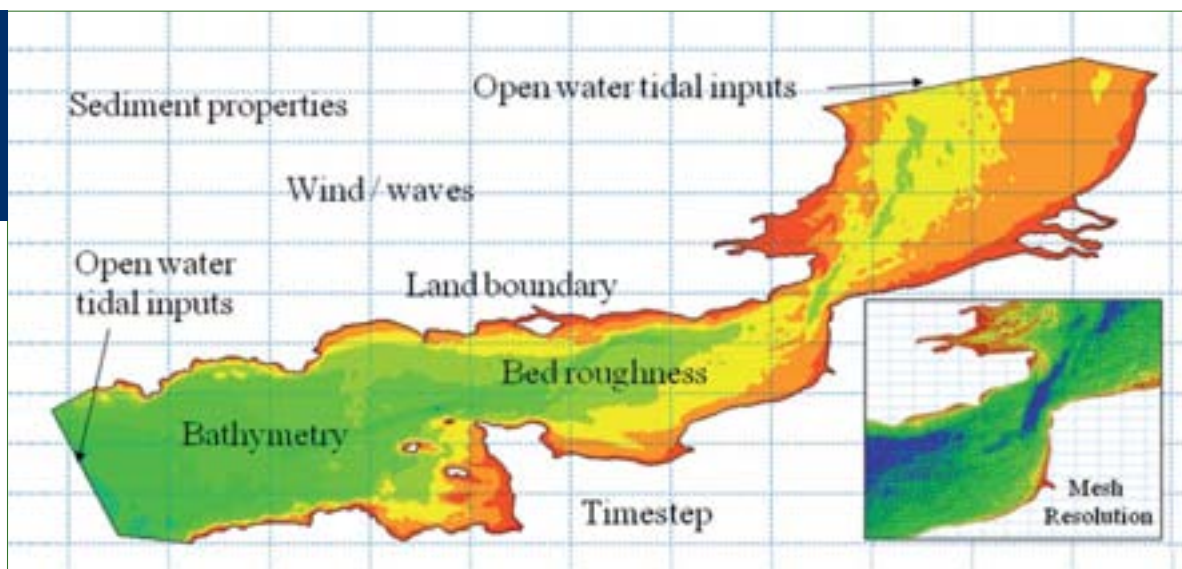 Open water tidal inputs
Sediment properties
Wind / waves
Open water
tidal inputs
Land boundary
Bed roughness
Bathymetry
Timestep
Mesh
Resolution